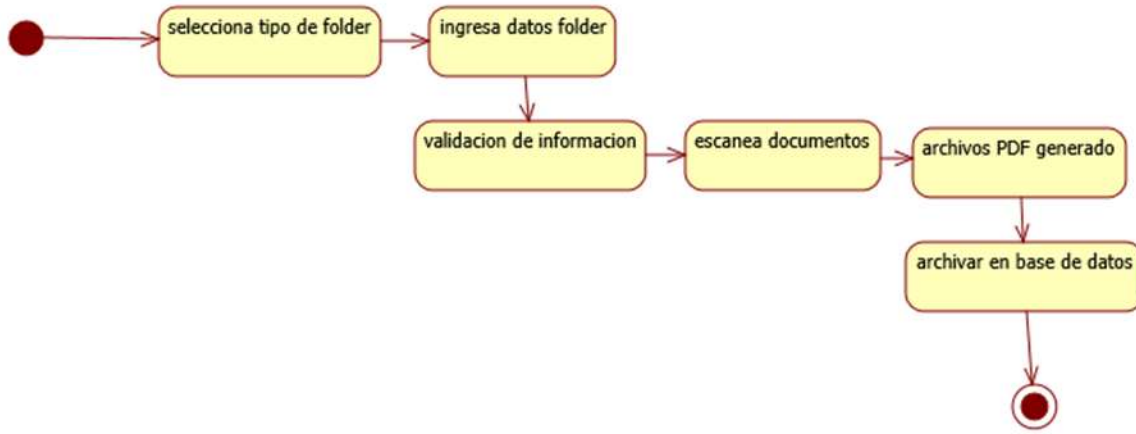 selecciona tipo de folder
ingresa datos folder
validacion de informacion
escanea documentos
archivos PDF generado
archivar en base de datos